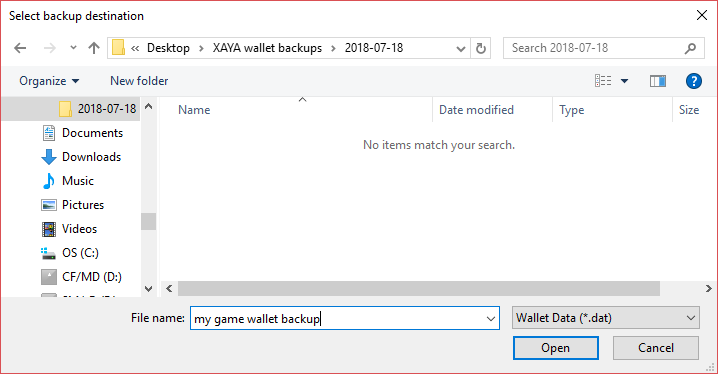 Select backup destination
« Desktop > XAYA wallet backups > 2018-07-18
Search 2018-07-18
Organize
New folder
?
2018-07-18
Documents
Downloads
Music
Pictures
Videos
OS (C:)
CF/MD (D:)
Name
Date modified
Type
Size
No items match your search.
File name:
my game wallet backup
Wallet Data (*.dat)
Open
Cancel